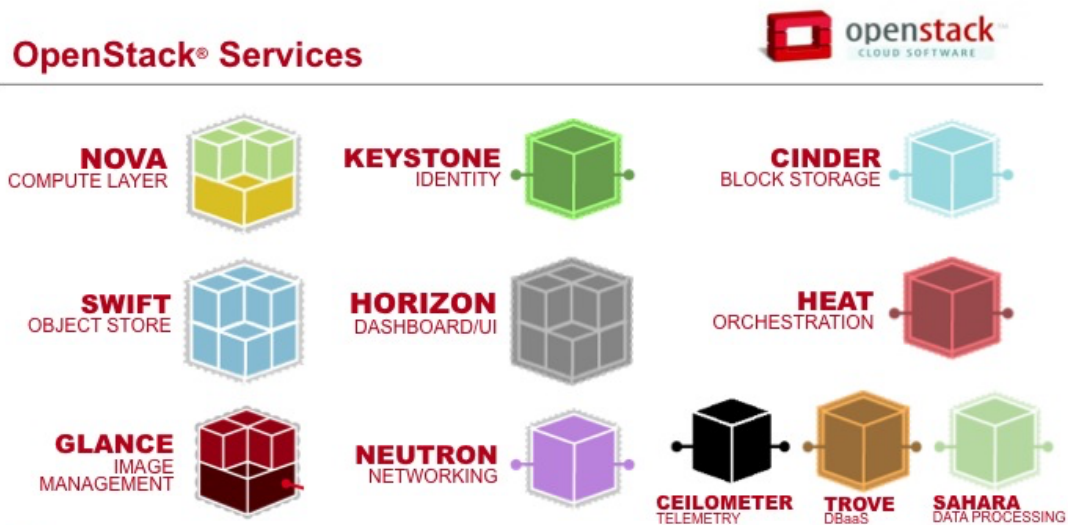 OpenStack® Services
openstack™
CLOUD SOFTWARE
NOVA
COMPUTE LAYER
KEYSTONE
IDENTITY
CINDER
BLOCK STORAGE
SWIFT
OBJECT STORE
HORIZON
DASHBOARD/UI
HEAT
ORCHESTRATION
GLANCE
IMAGE
MANAGEMENT
NEUTRON
NETWORKING
CEILOMETER
TELEMETRY
TROVE
DBaaS
SAHARA
DATA PROCESSING